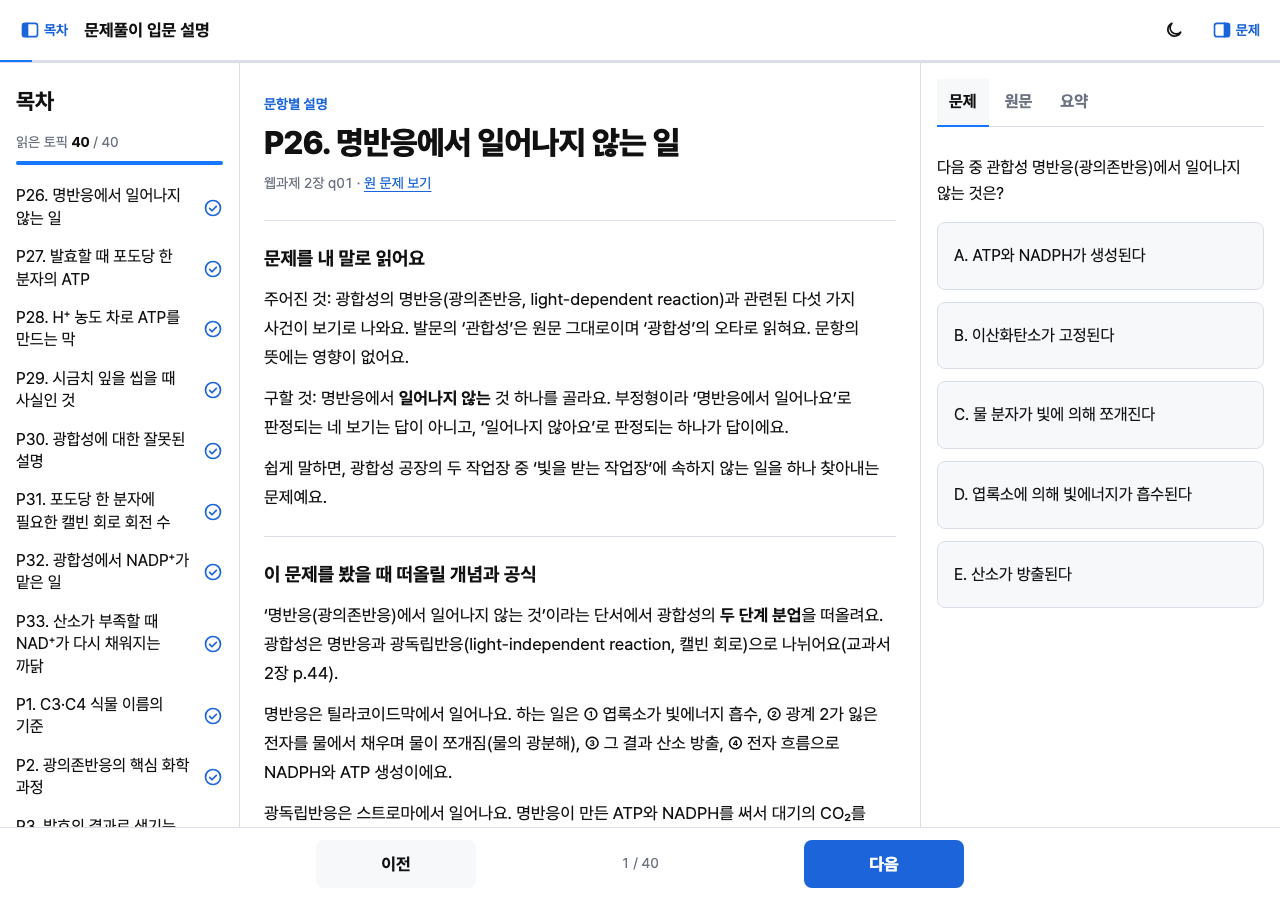 목차
문제풀이 입문 설명
문제
목차
읽은 토픽 40 / 40
P26. 명반응에서 일어나지
않는 일
P27. 발효할 때 포도당 한
분자의 ATP
P28. H⁺ 농도 차로 ATP를
만드는 막
P29. 시금치 잎을 씹을 때
사실인 것
P30. 광합성에 대한 잘못된
설명
P31. 포도당 한 분자에
필요한 캘빈 회로 회전 수
P32. 광합성에서 NADP⁺가
맡은 일
P33. 산소가 부족할 때
NAD⁺가 다시 채워지는
까닭
P1. C3·C4 식물 이름의
기준
P2. 광의존반응의 핵심 화학
과정
P3. 발효의 결과로 생기는
문항별 설명
P26. 명반응에서 일어나지 않는 일
웹과제 2장 q01 · 원 문제 보기
문제를 내 말로 읽어요
주어진 것: 광합성의 명반응(광의존반응, light-dependent reaction)과 관련된 다섯 가지
사건이 보기로 나와요. 발문의 ‘관합성’은 원문 그대로이며 ‘광합성’의 오타로 읽혀요. 문항의
뜻에는 영향이 없어요.
구할 것: 명반응에서 일어나지 않는 것 하나를 골라요. 부정형이라 ‘명반응에서 일어나요’로
판정되는 네 보기는 답이 아니고, ‘일어나지 않아요’로 판정되는 하나가 답이에요.
쉽게 말하면, 광합성 공장의 두 작업장 중 ‘빛을 받는 작업장’에 속하지 않는 일을 하나 찾아내는
문제예요.
이 문제를 봤을 때 떠올릴 개념과 공식
‘명반응(광의존반응)에서 일어나지 않는 것’이라는 단서에서 광합성의 두 단계 분업을 떠올려요.
광합성은 명반응과 광독립반응(light-independent reaction, 캘빈 회로)으로 나뉘어요(교과서
2장 p.44).
명반응은 틸라코이드막에서 일어나요. 하는 일은 ① 엽록소가 빛에너지 흡수, ② 광계 2가 잃은
전자를 물에서 채우며 물이 쪼개짐(물의 광분해), ③ 그 결과 산소 방출, ④ 전자 흐름으로
NADPH와 ATP 생성이에요.
광독립반응은 스트로마에서 일어나요. 명반응이 만든 ATP와 NADPH를 써서 대기의 CO₂를
문제
원문
요약
다음 중 관합성 명반응(광의존반응)에서 일어나지
않는 것은?
A. ATP와 NADPH가 생성된다
B. 이산화탄소가 고정된다
C. 물 분자가 빛에 의해 쪼개진다
D. 엽록소에 의해 빛에너지가 흡수된다
E. 산소가 방출된다
이전
1 / 40
다음